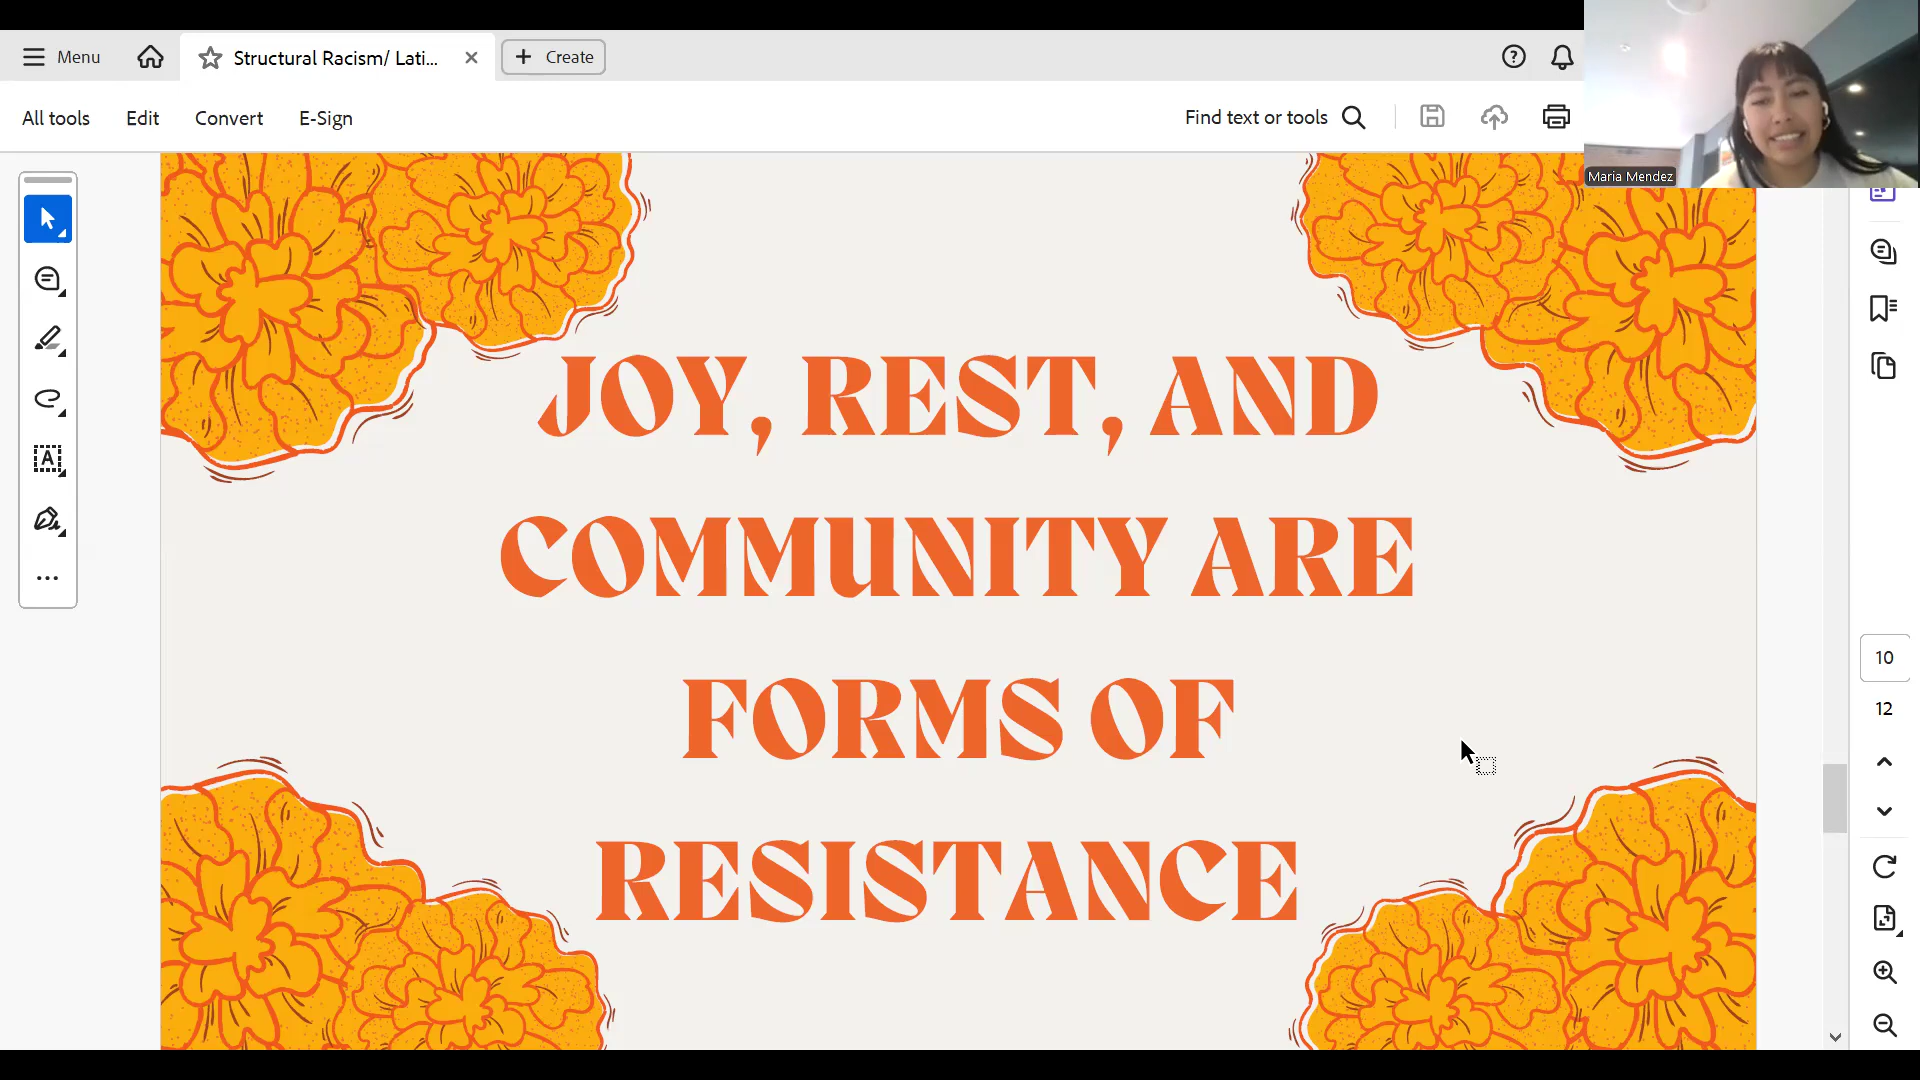 Menu
Structural Racism/ Lati...
Create
All tools
Edit
Convert
E-Sign
Find text or tools
Maria Mendez
JOY, REST, AND
COMMUNITY ARE
FORMS OF
RESISTANCE
10
12